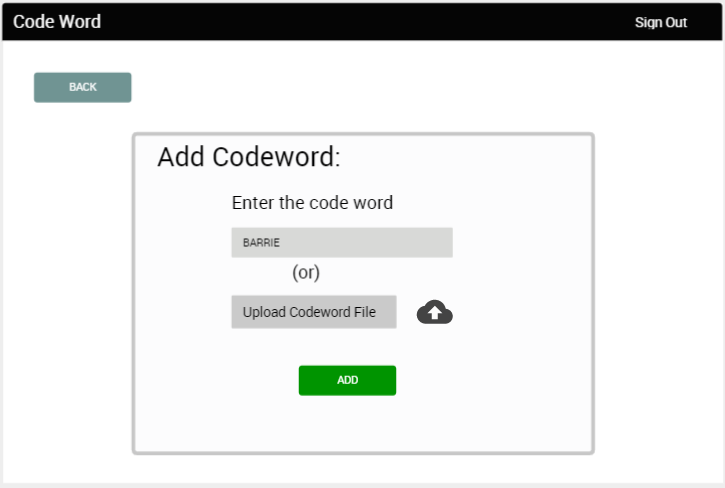 Code Word Sign Out
BACK
Add Codeword:
Enter the code word
BARRIE
(or)
Upload Codeword File
ADD